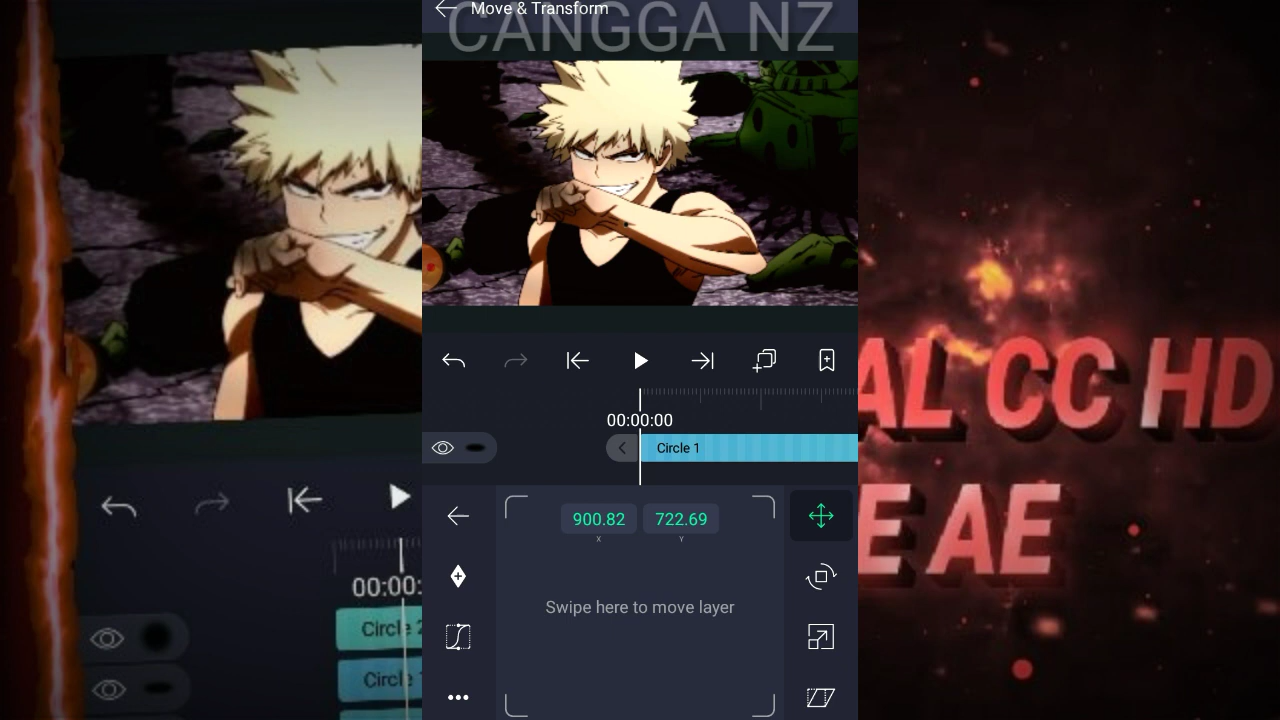 Move & Transform
CANGGA NZ
00:00:00
Circle 1
900.82 722.69
X Y
Swipe here to move layer
00:00:
Circle 2
Circle
AL CC HD
E AE